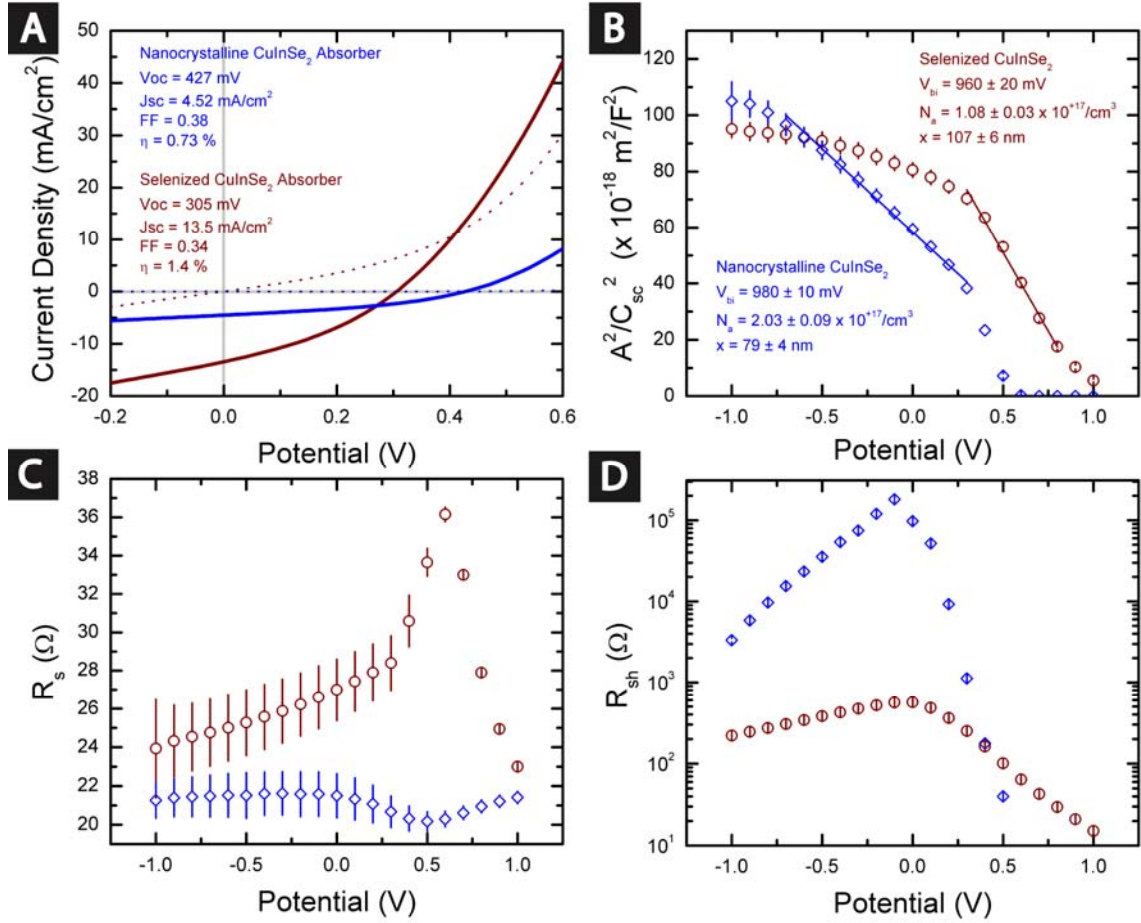 A
50
40
30
20
10
0
-10
-20
Current Density (mA/cm²)
Nanocrystalline CuInSe₂ Absorber
Voc = 427 mV
Jsc = 4.52 mA/cm²
FF = 0.38
η = 0.73 %
Selenized CuInSe₂ Absorber
Voc = 305 mV
Jsc = 13.5 mA/cm²
FF = 0.34
η = 1.4 %
-0.2 0.0 0.2 0.4 0.6
Potential (V)
B
120
100
80
60
40
20
0
A²/C_sc² (x 10⁻¹⁸ m²/F²)
Selenized CuInSe₂
V_bi = 960 ± 20 mV
N_a = 1.08 ± 0.03 x 10⁺¹⁷/cm³
x = 107 ± 6 nm
Nanocrystalline CuInSe₂
V_bi = 980 ± 10 mV
N_a = 2.03 ± 0.09 x 10⁺¹⁷/cm³
x = 79 ± 4 nm
-1.0 -0.5 0.0 0.5 1.0
Potential (V)
C
38
36
34
32
30
28
26
24
22
20
R_s (Ω)
-1.0 -0.5 0.0 0.5 1.0
Potential (V)
D
10⁵
10⁴
10³
10²
10¹
R_sh (Ω)
-1.0 -0.5 0.0 0.5 1.0
Potential (V)